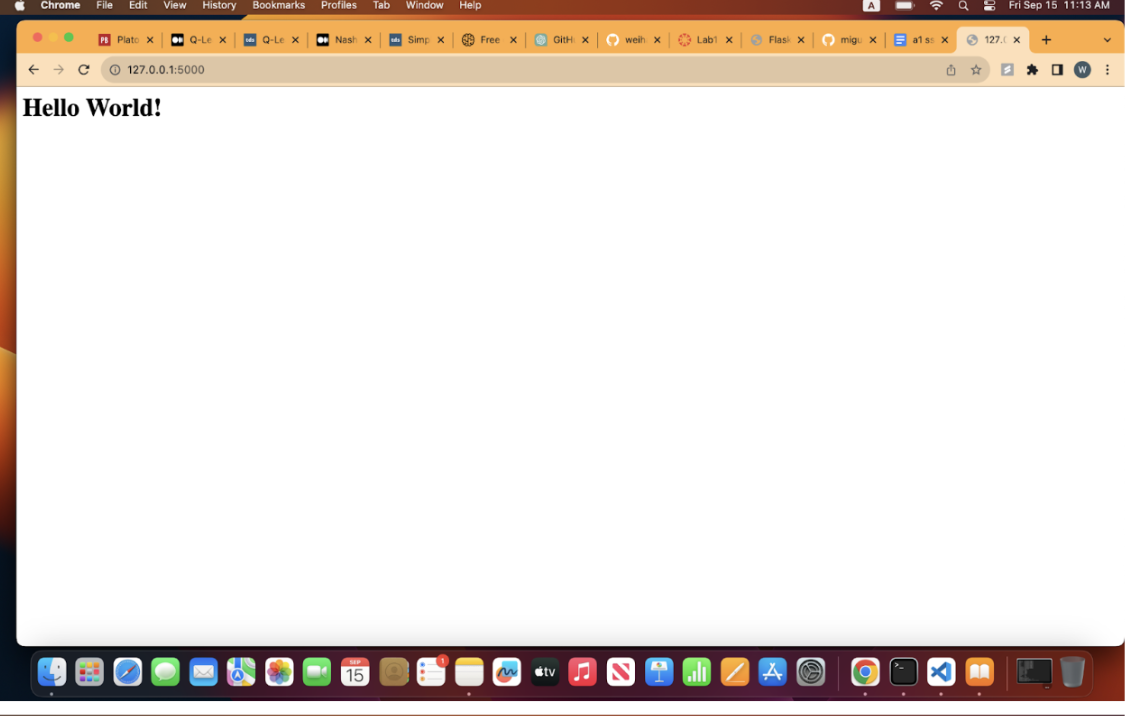 Chrome File Edit View History Bookmarks Profiles Tab Window Help A Fri Sep 15 11:13 AM
PB Plato Q-Le Q-Le Nash Simp Free GitH weih Lab1 Flask migu a1 ss 127.0
127.0.0.1:5000 W
Hello World!
SEP
15 1 tv